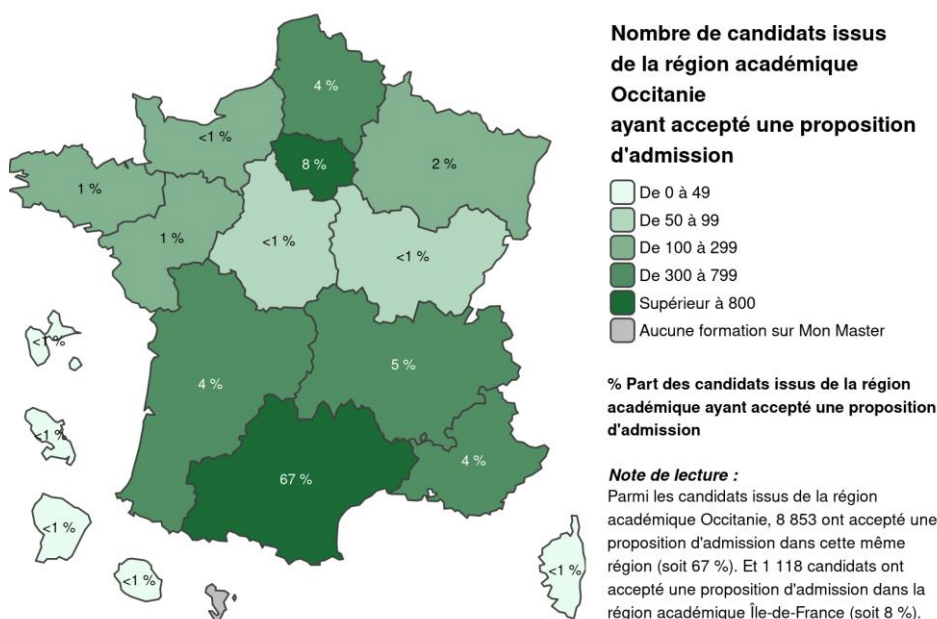 4 %
<1 %
8 %
2 %
1 %
1 %
<1 %
<1 %
<1 %
4 %
5 %
<1 %
4 %
67 %
<1 %
<1 %
<1 %
Nombre de candidats issus
de la région académique
Occitanie
ayant accepté une proposition
d'admission
De 0 à 49
De 50 à 99
De 100 à 299
De 300 à 799
Supérieur à 800
Aucune formation sur Mon Master
% Part des candidats issus de la région
académique ayant accepté une proposition
d'admission
Note de lecture :
Parmi les candidats issus de la région
académique Occitanie, 8 853 ont accepté une
proposition d'admission dans cette même
région (soit 67 %). Et 1 118 candidats ont
accepté une proposition d'admission dans la
région académique Île-de-France (soit 8 %).